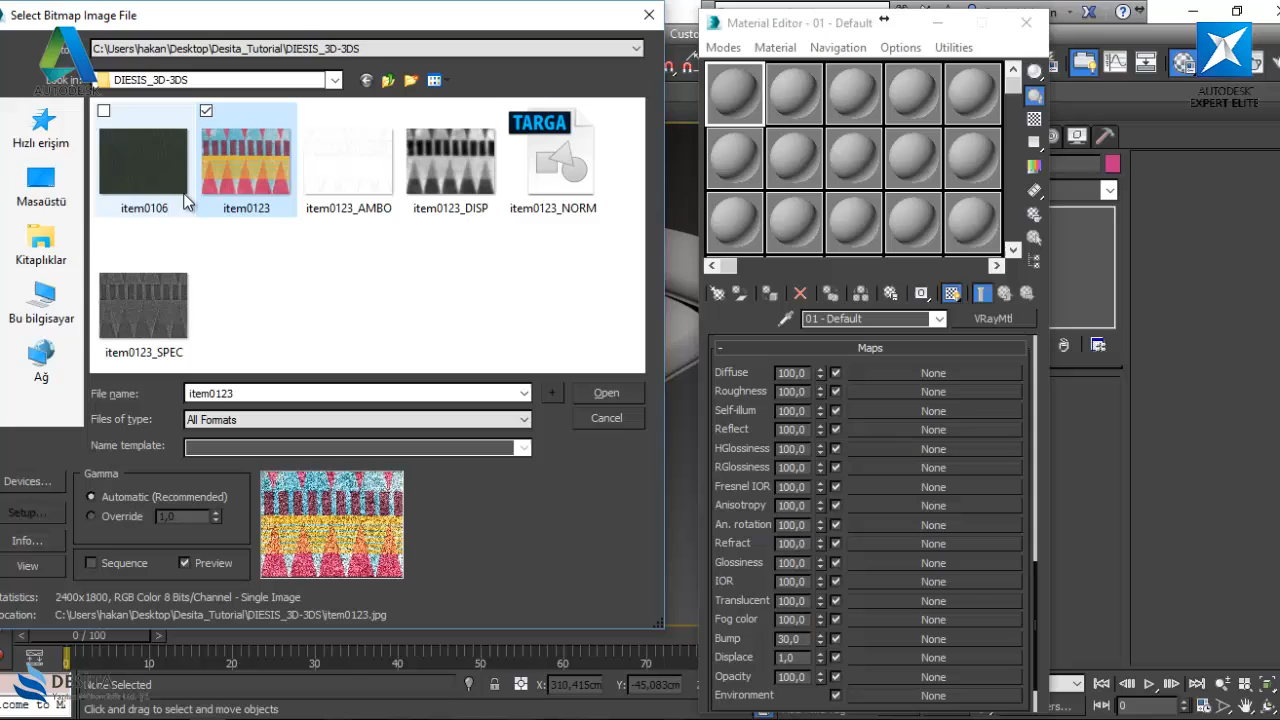 Select Bitmap Image File
C:\Users\hakan\Desktop\Desita_Tutorial\DIESIS_3D-3DS
DIESIS_3D-3DS
AUTODESK
Hızlı erişim
Masaüstü
Kitaplıklar
Bu bilgisayar
Ağ
item0106
item0123
item0123_AMBO
item0123_DISP
TARGA
item0123_NORM
item0123_SPEC
File name:
item0123
Open
Files of type:
All Formats
Cancel
Name template:
Devices...
Setup...
Info...
View
Gamma
Automatic (Recommended)
Override
1,0
Sequence
Preview
tatistics: 2400x1800, RGB Color 8 Bits/Channel - Single Image
C:\Users\hakan\Desktop\Desita_Tutorial\DIESIS_3D-3DS\item0123.jpg
0 / 100
0 10 20 30 40 50 60 70
None Selected
X: 310,415cm
Y: -45,083cm
Click and drag to select and move objects
Material Editor - 01 - Default
Modes Material Navigation Options Utilities
01 - Default
VRayMtl
Maps
Diffuse 100,0 None
Roughness 100,0 None
Self-illum 100,0 None
Reflect 100,0 None
HGlossiness 100,0 None
RGlossiness 100,0 None
Fresnel IOR 100,0 None
Anisotropy 100,0 None
An. rotation 100,0 None
Refract 100,0 None
Glossiness 100,0 None
IOR 100,0 None
Translucent 100,0 None
Fog color 100,0 None
Bump 30,0 None
Displace 1,0 None
Opacity 100,0 None
Environment None
AUTODESK
EXPERT ELITE
0